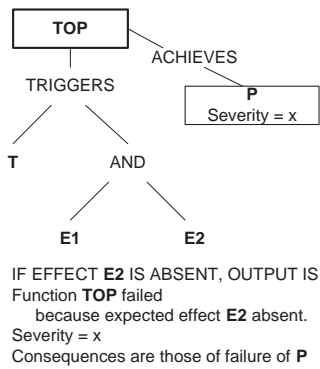 TOP
ACHIEVES
TRIGGERS
P
Severity = x
T
AND
E1
E2
IF EFFECT E2 IS ABSENT, OUTPUT IS
Function TOP failed
because expected effect E2 absent.
Severity = x
Consequences are those of failure of P